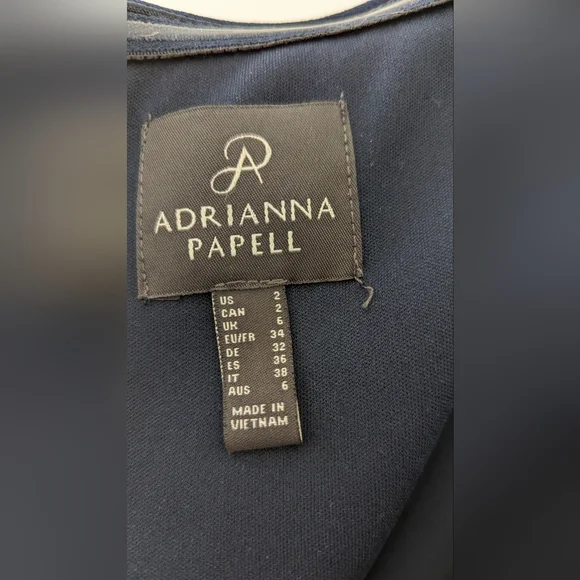 ADRIANNA
PAPELL
US 2
CAN 2
UK 6
EU/FR 34
DE 32
ES 36
IT 38
AUS 6
MADE IN
VIETNAM